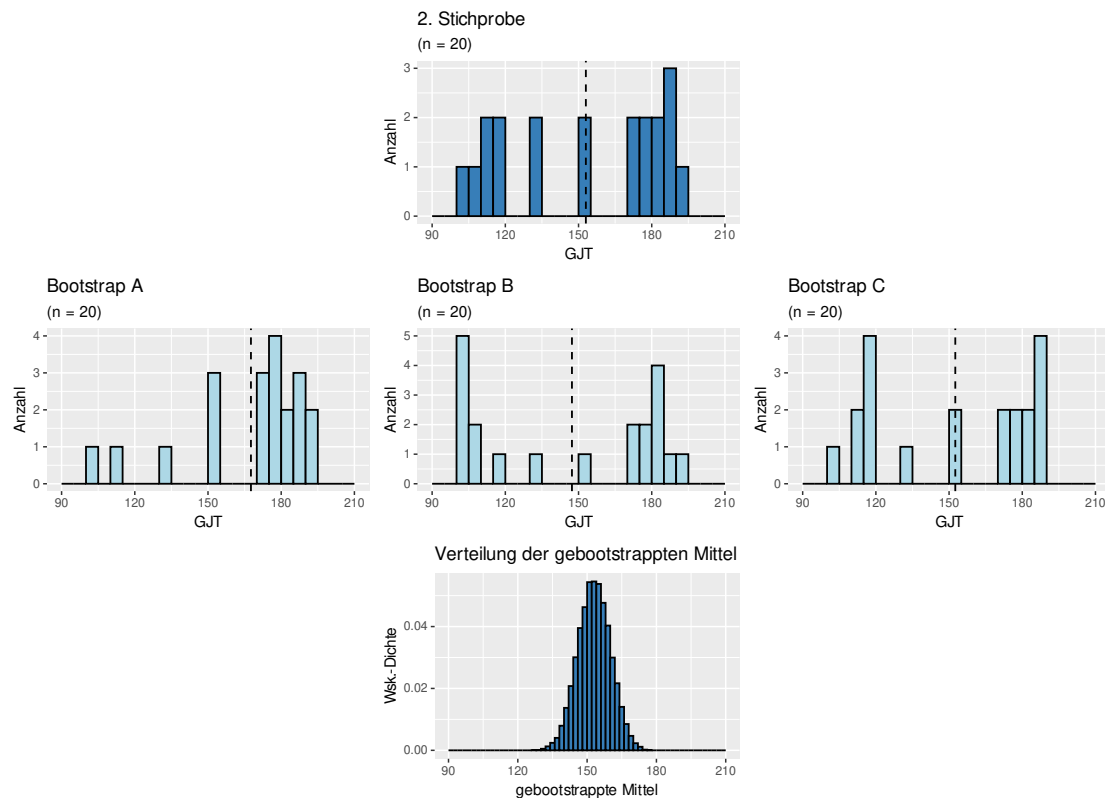 2. Stichprobe
(n = 20)
Anzahl
3
2
1
0
90 120 150 180 210
GJT
Bootstrap A
(n = 20)
Anzahl
4
3
2
1
0
90 120 150 180 210
GJT
Bootstrap B
(n = 20)
Anzahl
5
4
3
2
1
0
90 120 150 180 210
GJT
Bootstrap C
(n = 20)
Anzahl
4
3
2
1
0
90 120 150 180 210
GJT
Verteilung der gebootstrappten Mittel
Wsk.-Dichte
0.04
0.02
0.00
90 120 150 180 210
gebootstrappte Mittel